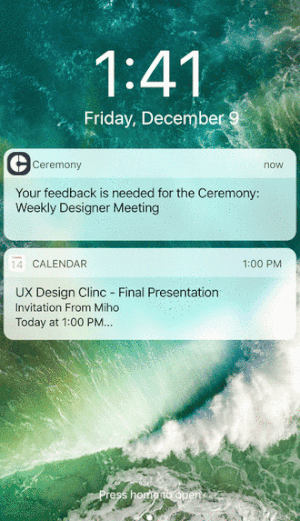 1:41
Friday, December 9
Ceremony
now
Your feedback is needed for the Ceremony:
Weekly Designer Meeting
14
CALENDAR
1:00 PM
UX Design Clinc - Final Presentation
Invitation From Miho
Today at 1:00 PM...
Press home to open